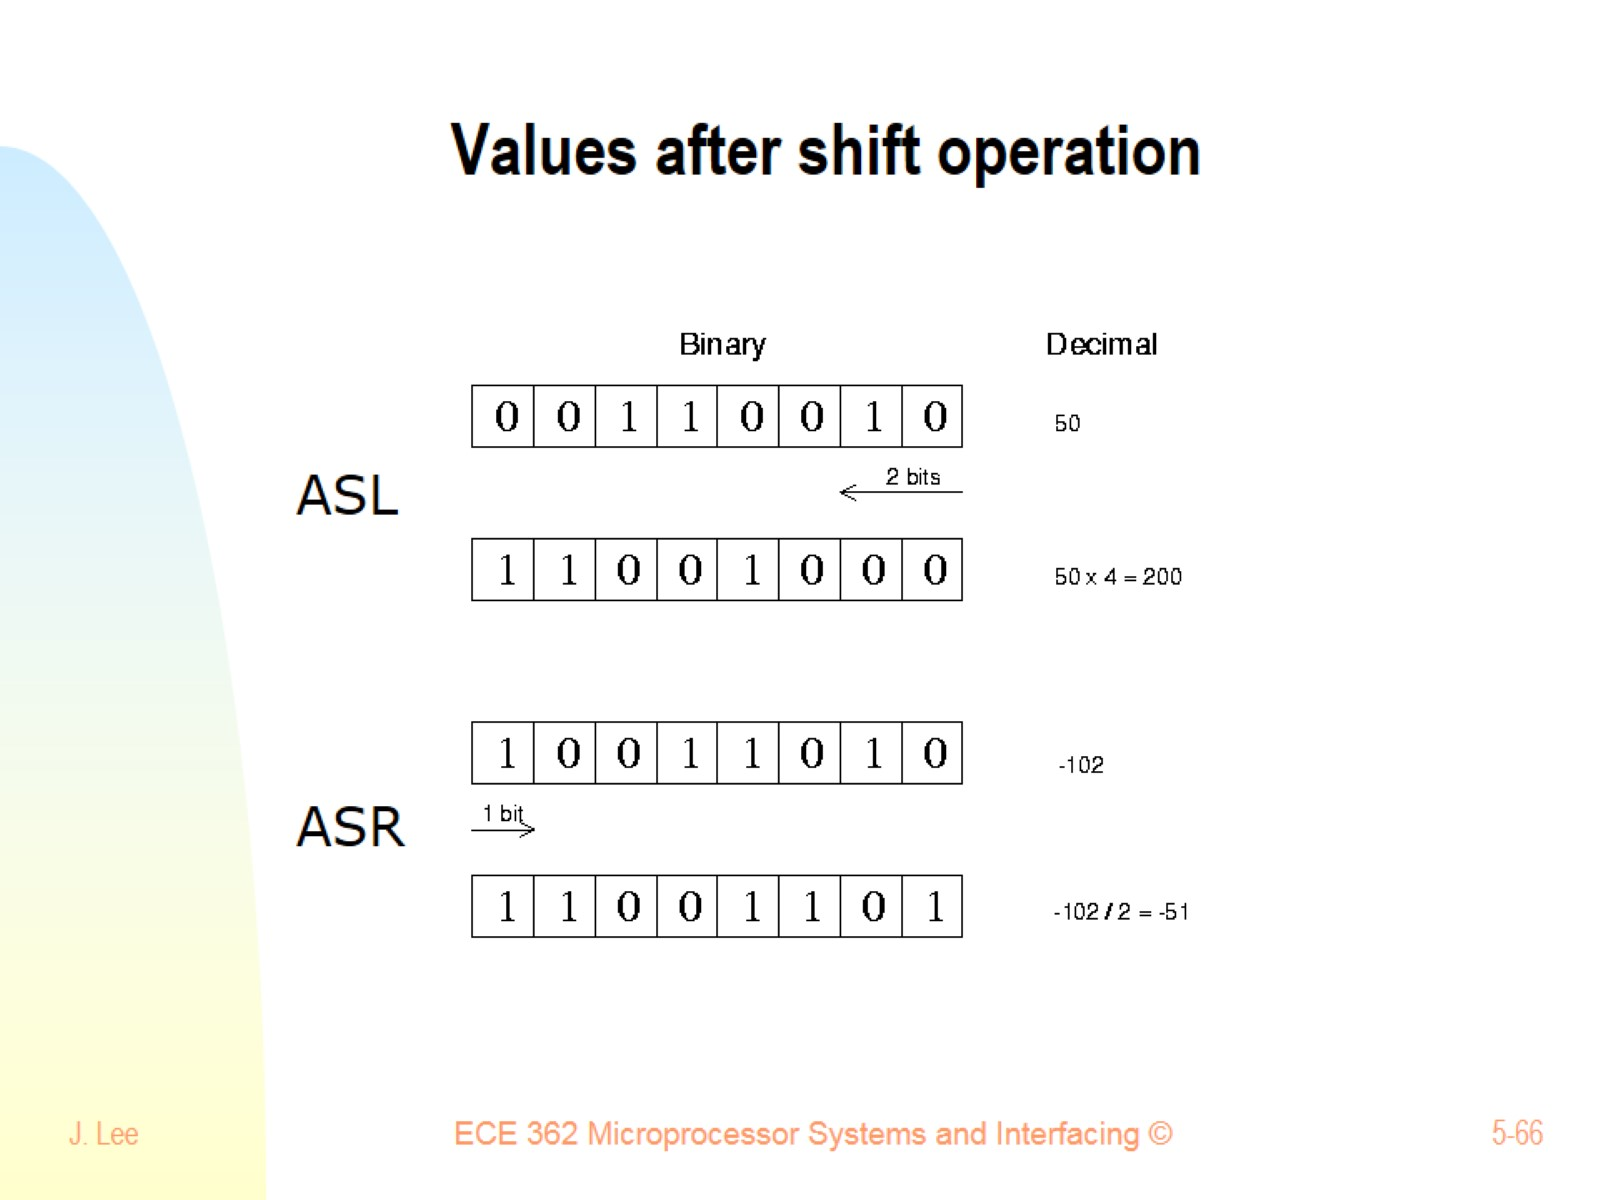 Values after shift operation
Binary Decimal
0 0 1 1 0 0 1 0 50
ASL 2 bits
1 1 0 0 1 0 0 0 50 x 4 = 200
1 0 0 1 1 0 1 0 -102
ASR 1 bit
1 1 0 0 1 1 0 1 -102 / 2 = -51
J. Lee ECE 362 Microprocessor Systems and Interfacing © 5-66